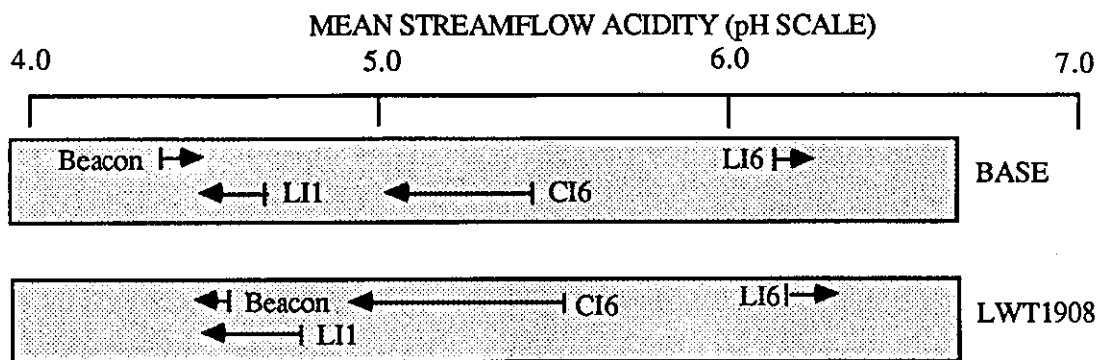 MEAN STREAMFLOW ACIDITY (pH SCALE)
4.0 5.0 6.0 7.0
Beacon LI6 BASE
LI1 CI6
Beacon CI6 LI6 LWT1908
LI1